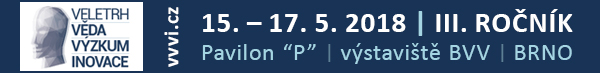 VELETRH
VĚDA
VÝZKUM
INOVACE
vvvi.cz
15. – 17. 5. 2018 | III. ROČNÍK
Pavilon “P” | výstaviště BVV | BRNO